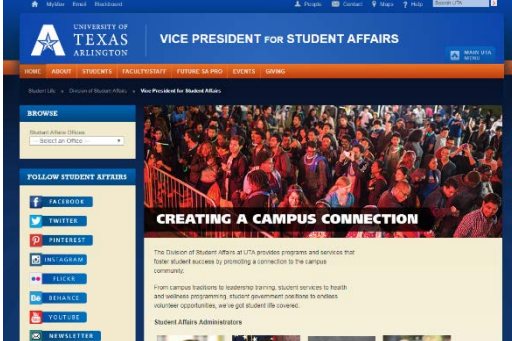 MyMav Email Blackboard
People Contact Maps ? Help Search UTA
UNIVERSITY OF
TEXAS
ARLINGTON
VICE PRESIDENT FOR STUDENT AFFAIRS
MAIN UTA
MENU
HOME ABOUT STUDENTS FACULTY/STAFF FUTURE SA PRO EVENTS GIVING
Student Life Division of Student Affairs Vice President for Student Affairs
BROWSE
Student Affairs Offices
-- Select an Office --
FOLLOW STUDENT AFFAIRS
FACEBOOK
TWITTER
PINTEREST
INSTAGRAM
FLICKR
BEHANCE
YOUTUBE
NEWSLETTER
CREATING A CAMPUS CONNECTION
The Division of Student Affairs at UTA provides programs and services that
foster student success by promoting a connection to the campus
community.
From campus traditions to leadership training, student services to health
and wellness programming, student government positions to endless
volunteer opportunities, we've got student life covered.
Student Affairs Administrators